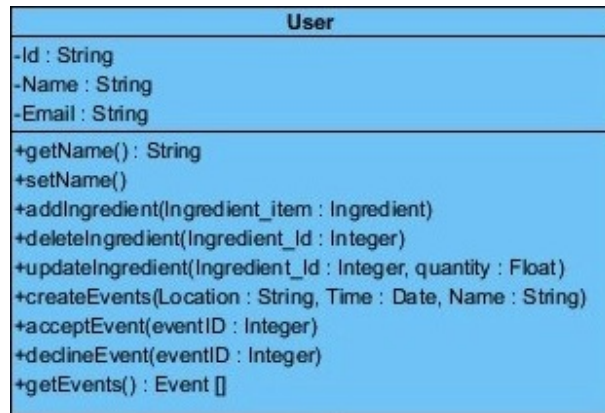 User
-Id : String
-Name : String
-Email : String
+getName() : String
+setName()
+addIngredient(Ingredient_item : Ingredient)
+deleteIngredient(Ingredient_Id : Integer)
+updateIngredient(Ingredient_Id : Integer, quantity : Float)
+createEvents(Location : String, Time : Date, Name : String)
+acceptEvent(eventID : Integer)
+declineEvent(eventID : Integer)
+getEvents() : Event []